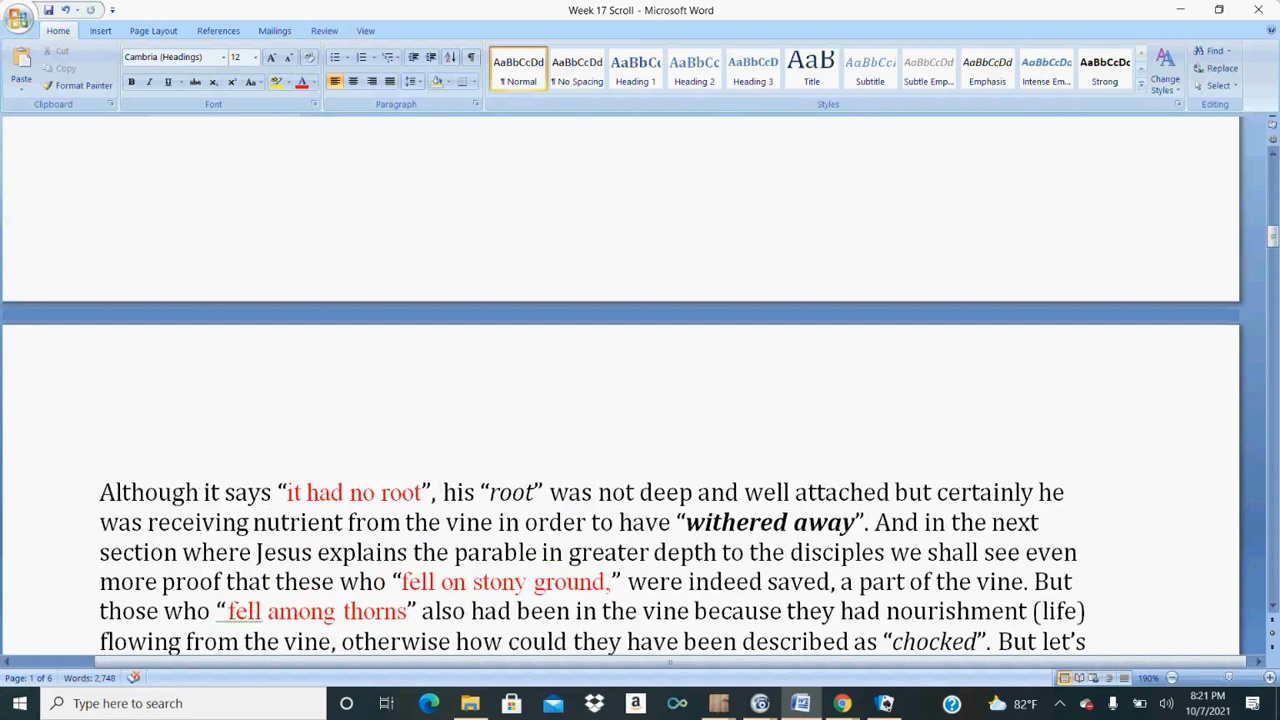 Week 17 Scroll - Microsoft Word
Home Insert Page Layout References Mailings Review View
Paste Cut Copy Format Painter Clipboard
Cambria (Headings) 12 Font
Paragraph
AaBbCcDd ¶ Normal
AaBbCcDd ¶ No Spacing
AaBbCc Heading 1
AaBbCc Heading 2
AaBbCcD Heading 3
AaB Title
AaBbCcl Subtitle
AaBbCcDd Subtle Emp...
AaBbCcDd Emphasis
AaBbCcDd Intense Em...
AaBbCcDc Strong
Change Styles
Styles
Find Replace Select Editing
Although it says “it had no root”, his “root” was not deep and well attached but certainly he
was receiving nutrient from the vine in order to have “withered away”. And in the next
section where Jesus explains the parable in greater depth to the disciples we shall see even
more proof that these who “fell on stony ground,” were indeed saved, a part of the vine. But
those who “fell among thorns” also had been in the vine because they had nourishment (life)
flowing from the vine, otherwise how could they have been described as “chocked”. But let’s
Page: 1 of 6 Words: 2,748 190%
Type here to search 82°F 8:21 PM
10/7/2021